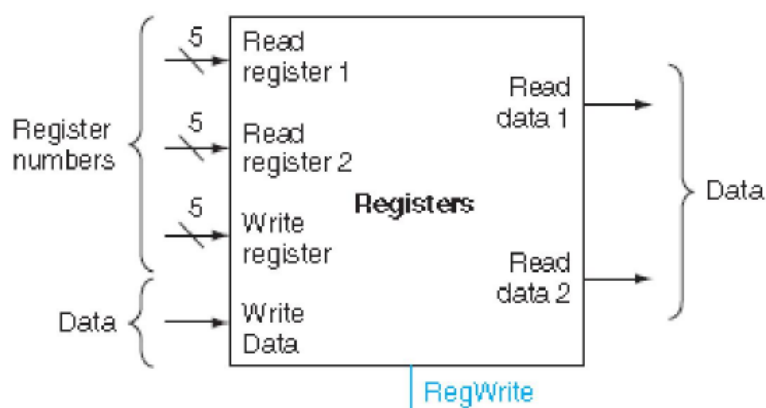 Register
numbers
Data
5
Read
register 1
5
Read
register 2
5
Write
register
Write
Data
Registers
Read
data 1
Read
data 2
Data
RegWrite